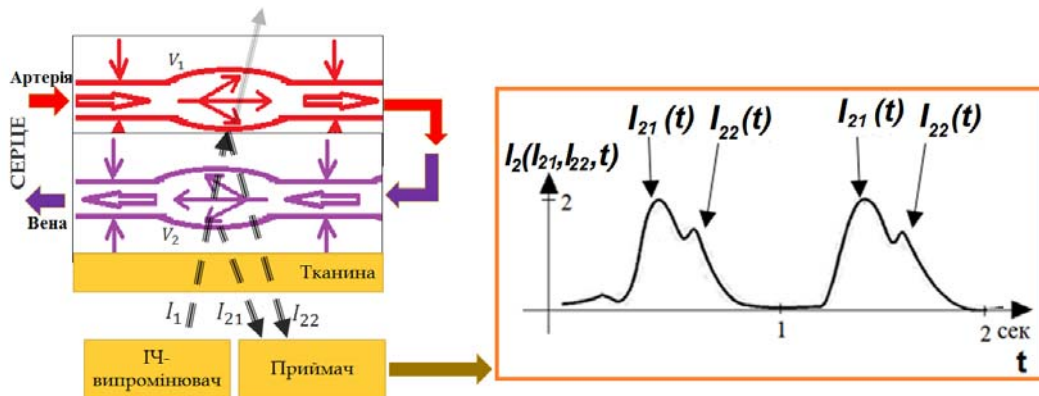 V₁
Артерія
СЕРЦЕ
Вена
V₂
Тканина
I₁
I₂₁
I₂₂
ІЧ-
випромінювач
Приймач
I₂₁(t)
I₂₂(t)
I₂₁(t)
I₂₂(t)
I₂(I₂₁,I₂₂,t)
2
1
2 сек
t